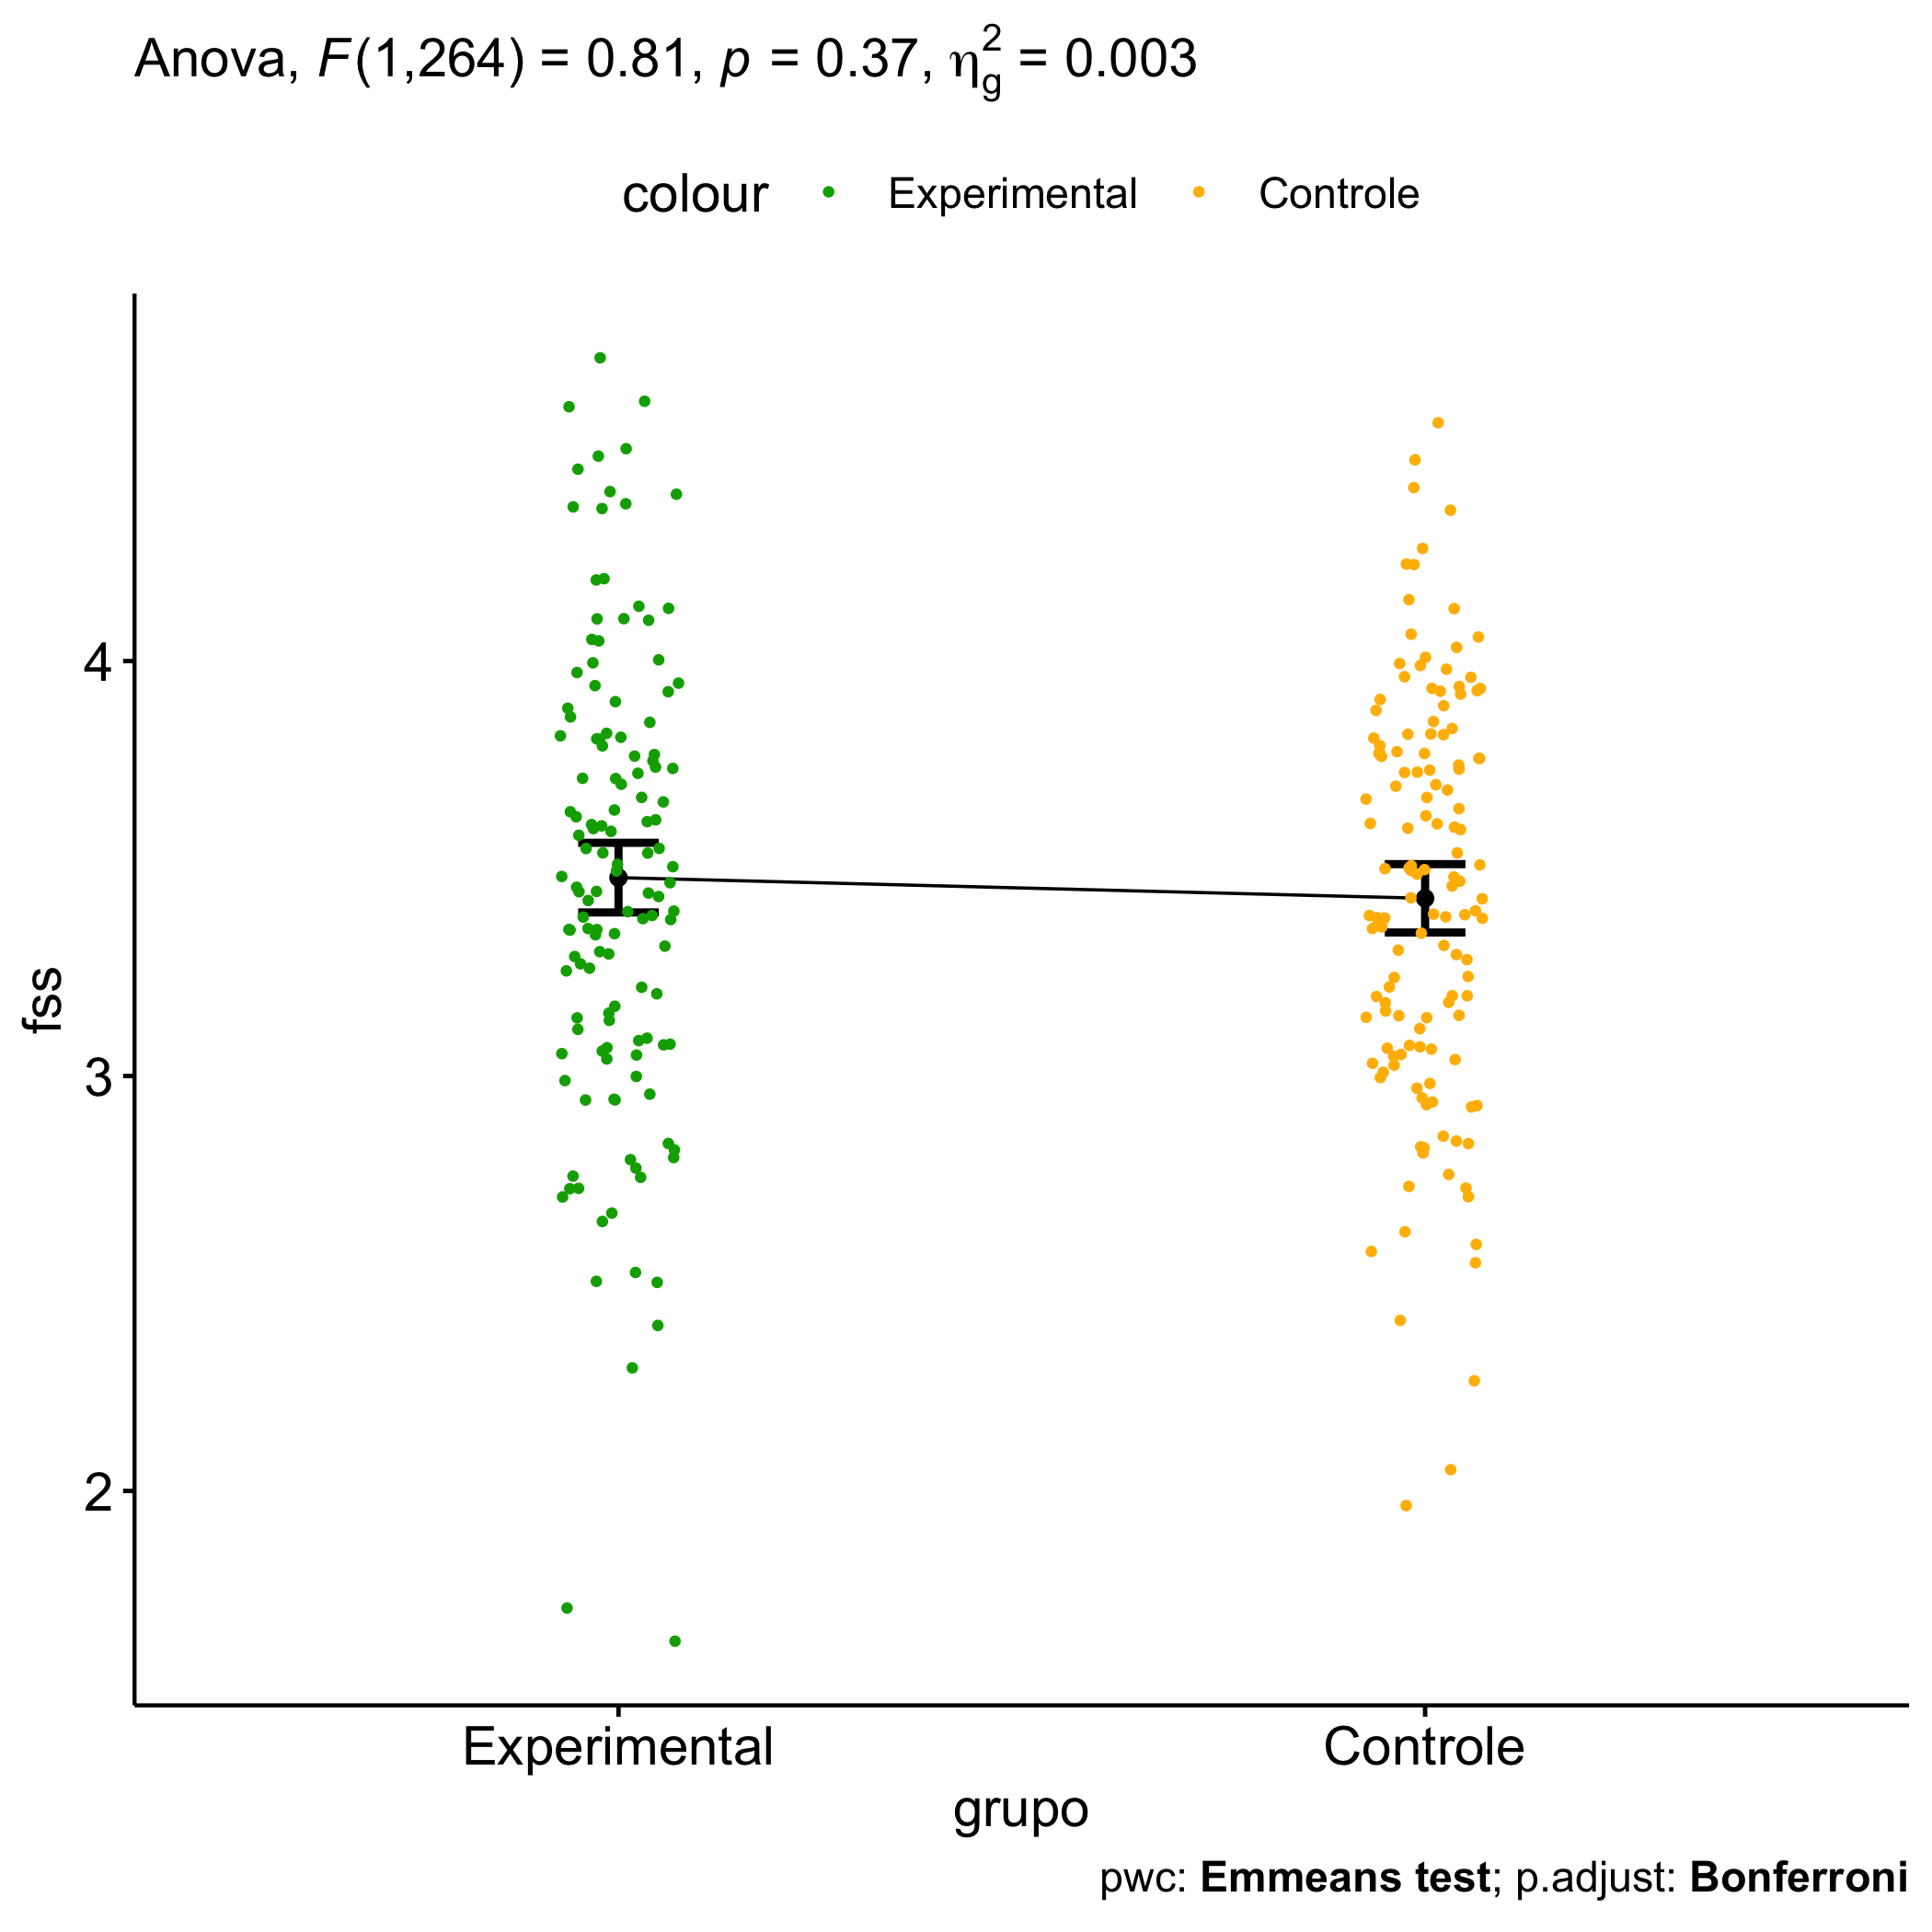 Anova, F(1,264) = 0.81, p = 0.37, η²g = 0.003
colour Experimental Controle
fss
4
3
2
Experimental Controle
grupo
pwc: Emmeans test; p.adjust: Bonferroni